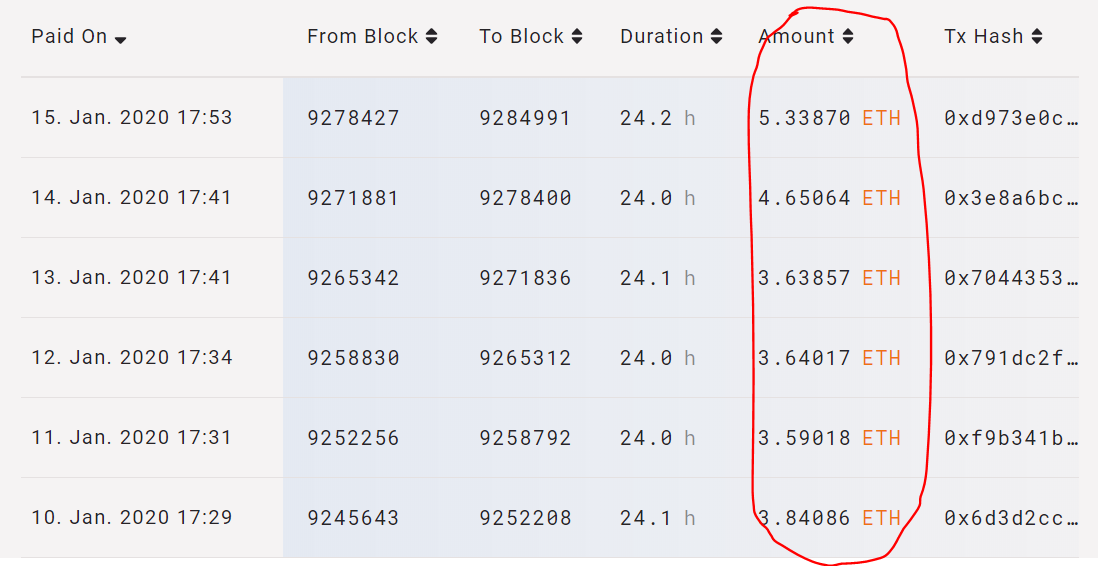 Paid On From Block To Block Duration Amount Tx Hash
15. Jan. 2020 17:53 9278427 9284991 24.2 h 5.33870 ETH 0xd973e0c…
14. Jan. 2020 17:41 9271881 9278400 24.0 h 4.65064 ETH 0x3e8a6bc…
13. Jan. 2020 17:41 9265342 9271836 24.1 h 3.63857 ETH 0x7044353…
12. Jan. 2020 17:34 9258830 9265312 24.0 h 3.64017 ETH 0x791dc2f…
11. Jan. 2020 17:31 9252256 9258792 24.0 h 3.59018 ETH 0xf9b341b…
10. Jan. 2020 17:29 9245643 9252208 24.1 h 3.84086 ETH 0x6d3d2cc…